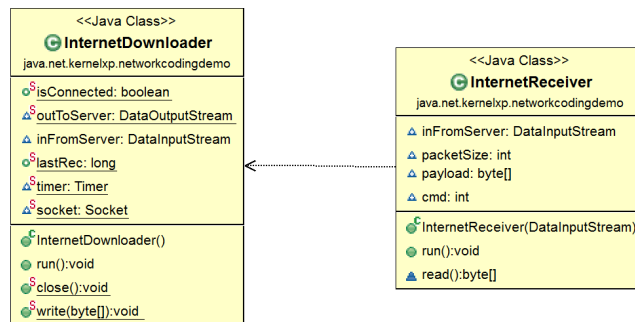 <<Java Class>>
C InternetDownloader
java.net.kernelxp.networkcodingdemo
S isConnected: boolean
S outToServer: DataOutputStream
inFromServer: DataInputStream
S lastRec: long
S timer: Timer
S socket: Socket
C InternetDownloader()
run():void
S close():void
S write(byte[]):void
<<Java Class>>
C InternetReceiver
java.net.kernelxp.networkcodingdemo
inFromServer: DataInputStream
packetSize: int
payload: byte[]
cmd: int
C InternetReceiver(DataInputStream)
run():void
read():byte[]